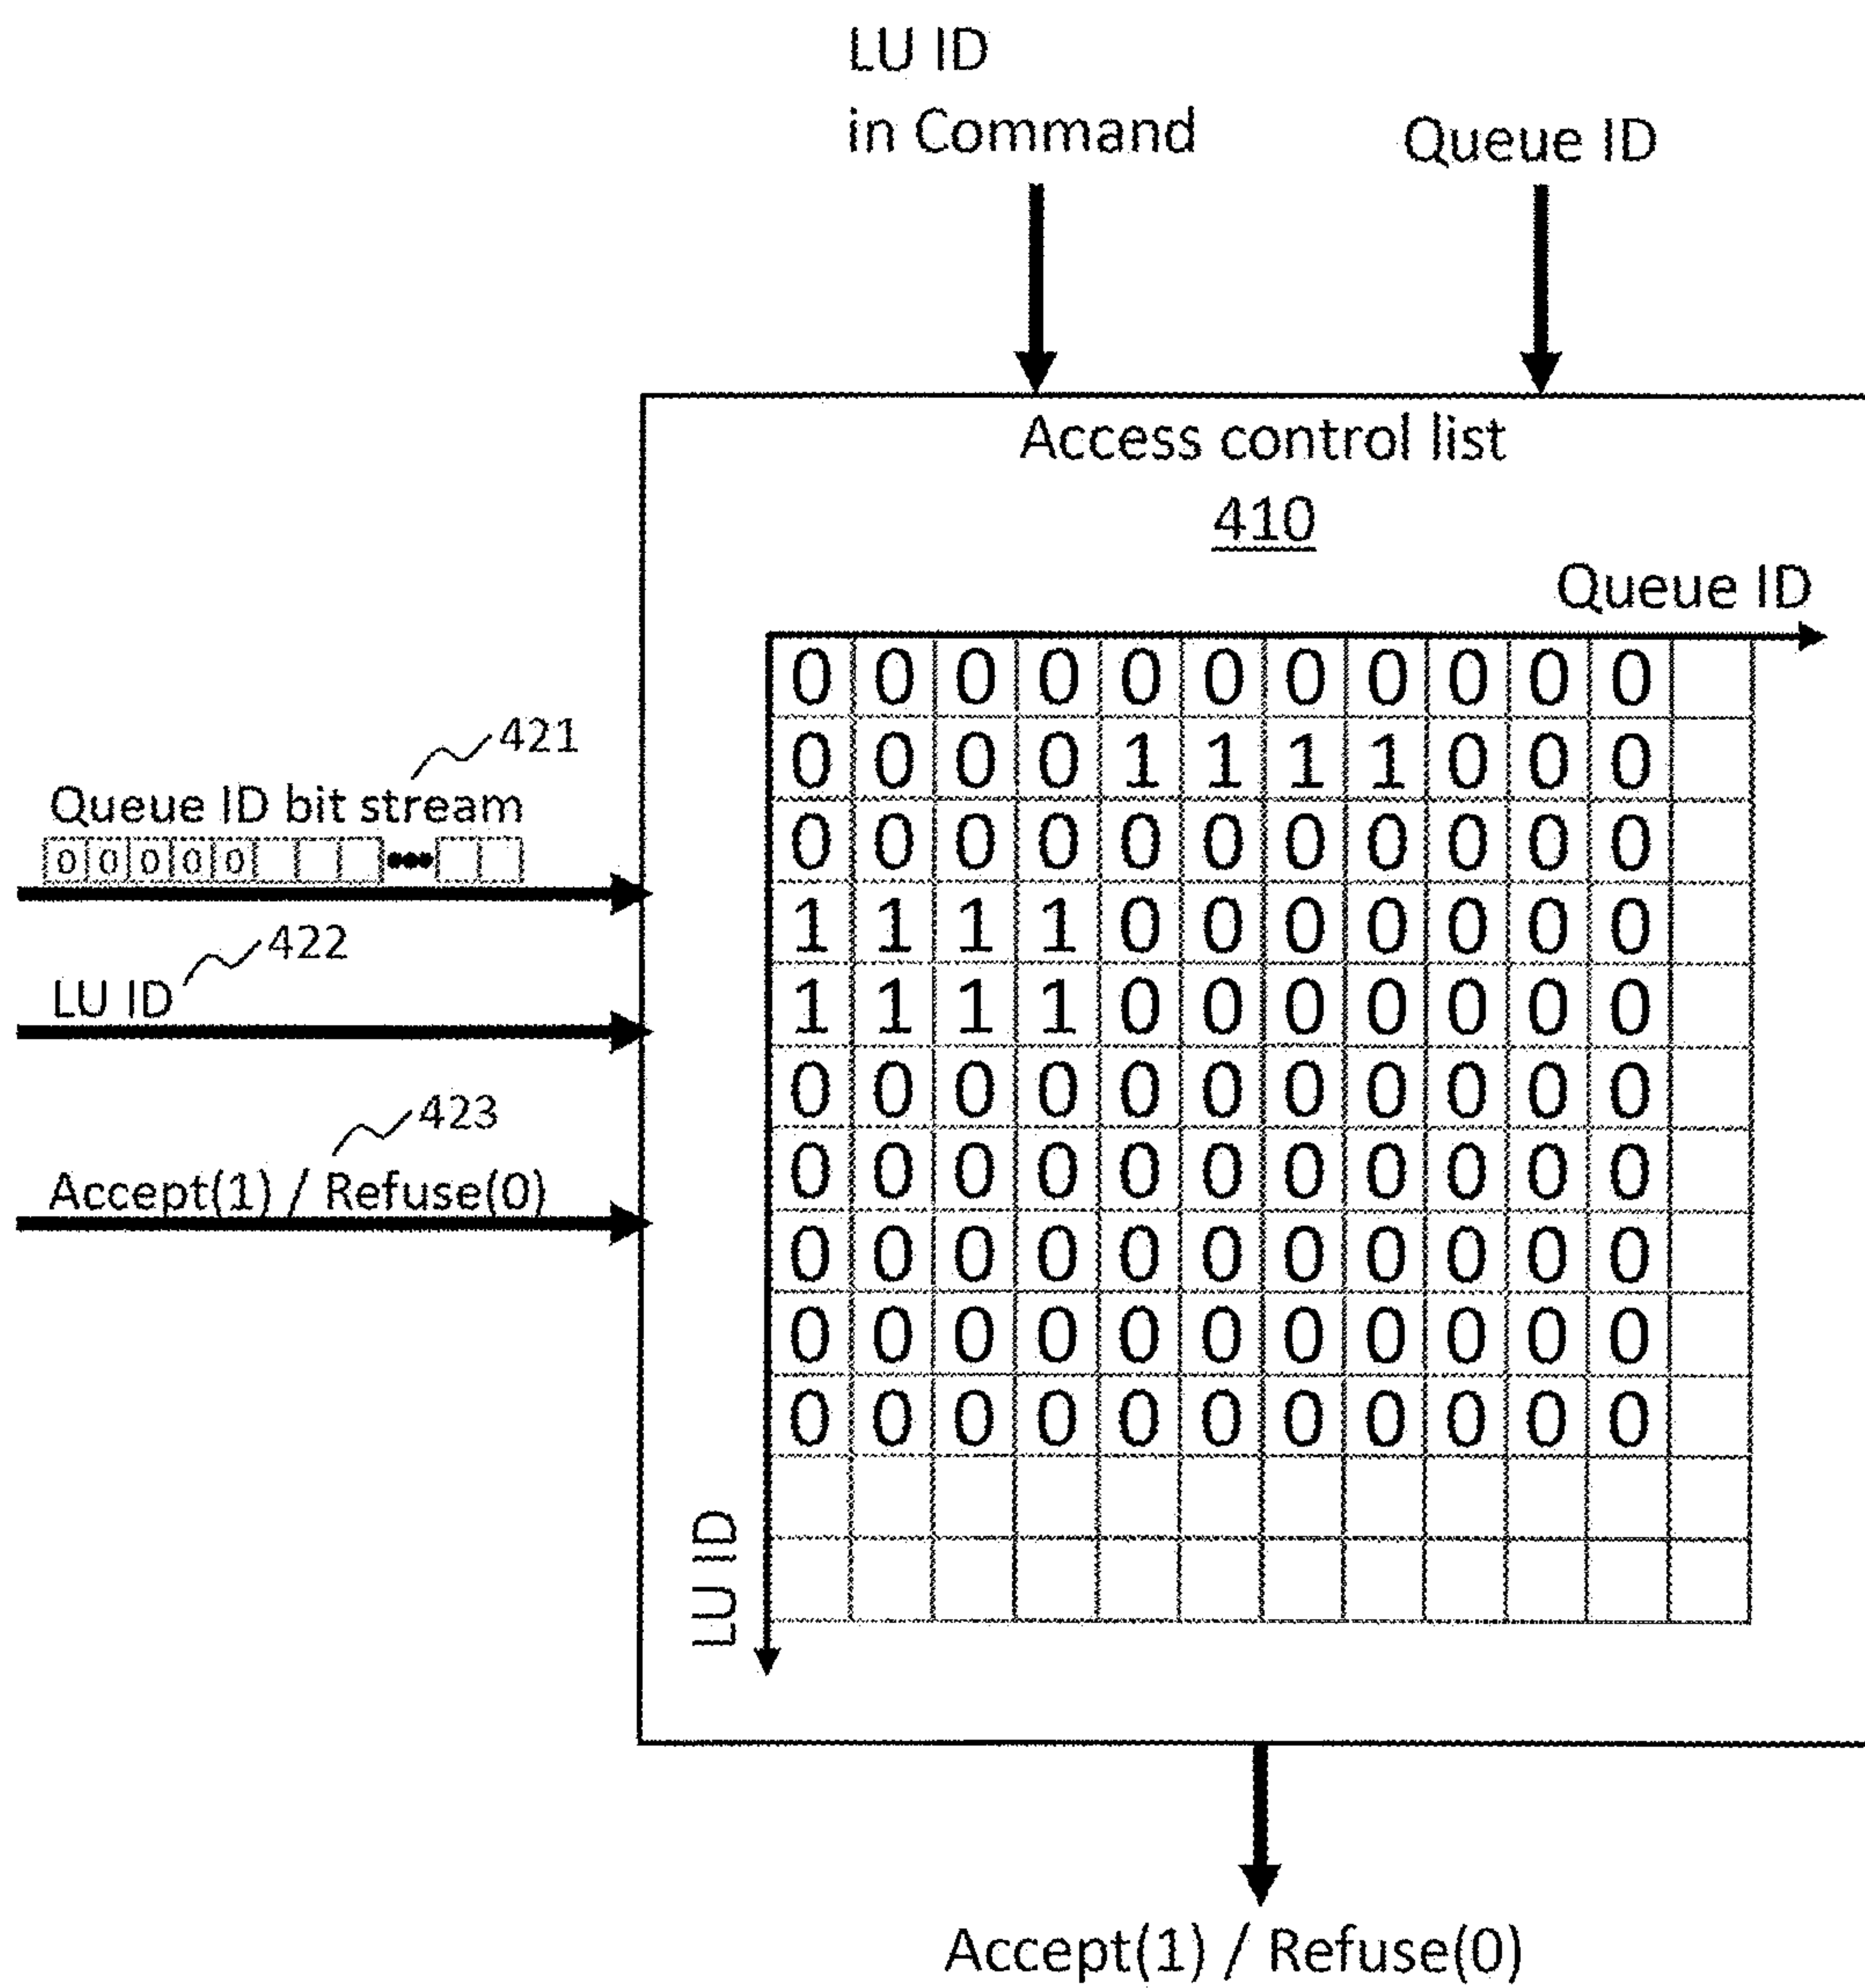 LU ID
in Command
Queue ID
Access control list
410
Queue ID
0 0 0 0 0 0 0 0 0 0 0
0 0 0 0 1 1 1 1 0 0 0
0 0 0 0 0 0 0 0 0 0 0
1 1 1 1 0 0 0 0 0 0 0
1 1 1 1 0 0 0 0 0 0 0
0 0 0 0 0 0 0 0 0 0 0
0 0 0 0 0 0 0 0 0 0 0
0 0 0 0 0 0 0 0 0 0 0
0 0 0 0 0 0 0 0 0 0 0
0 0 0 0 0 0 0 0 0 0 0
LU ID
421
Queue ID bit stream
0 0 0 0 0 •••
422
LU ID
423
Accept(1) / Refuse(0)
Accept(1) / Refuse(0)